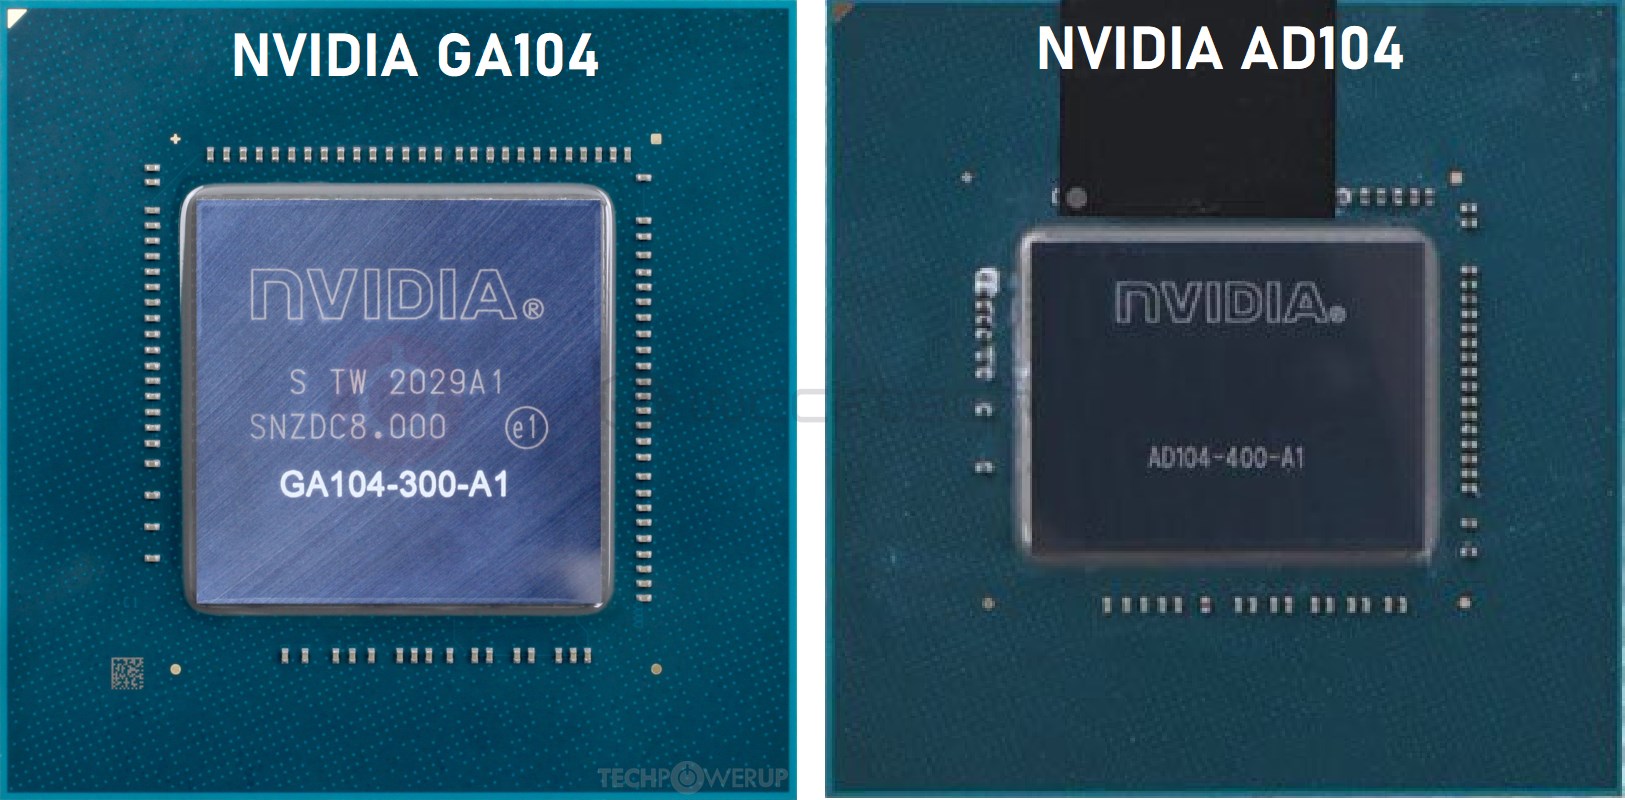 NVIDIA GA104
nVIDIA®
S TW 2029A1
SNZDC8.000 e1
GA104-300-A1
TECHPOWERUP
NVIDIA AD104
nVIDIA®
AD104-400-A1